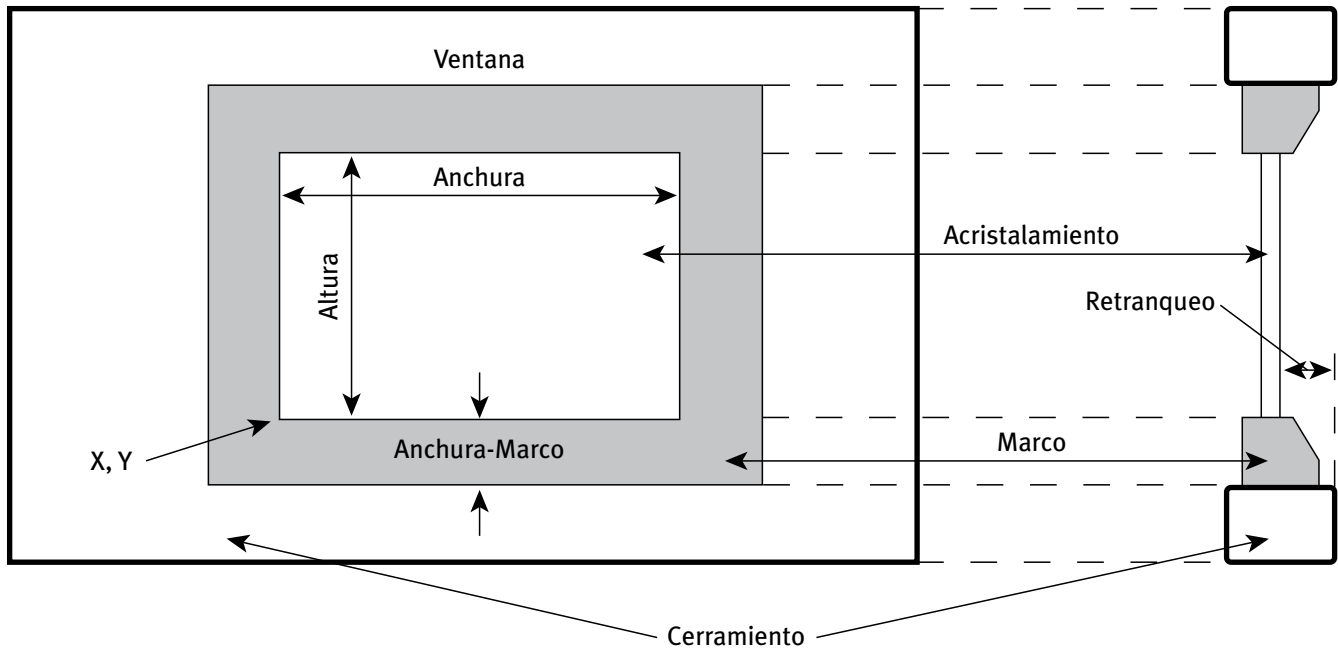 Ventana
Anchura
Altura
Acristalamiento
Retranqueo
X, Y
Anchura-Marco
Marco
Cerramiento